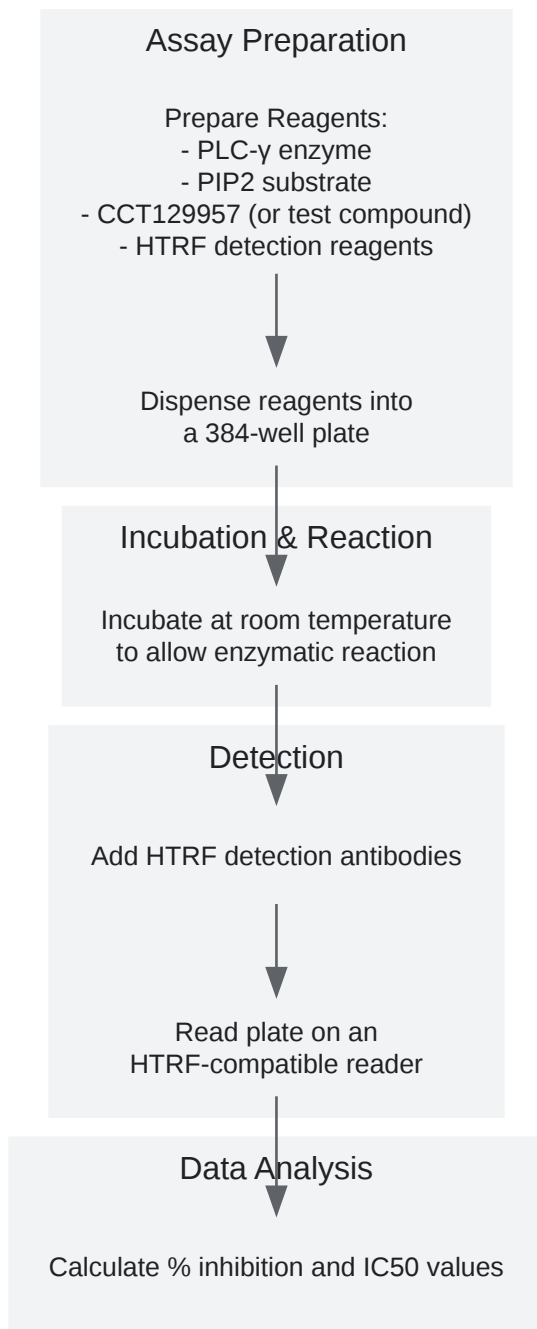 Assay Preparation
Prepare Reagents:
- PLC-γ enzyme
- PIP2 substrate
- CCT129957 (or test compound)
- HTRF detection reagents
Dispense reagents into
a 384-well plate
Incubation & Reaction
Incubate at room temperature
to allow enzymatic reaction
Detection
Add HTRF detection antibodies
Read plate on an
HTRF-compatible reader
Data Analysis
Calculate % inhibition and IC50 values